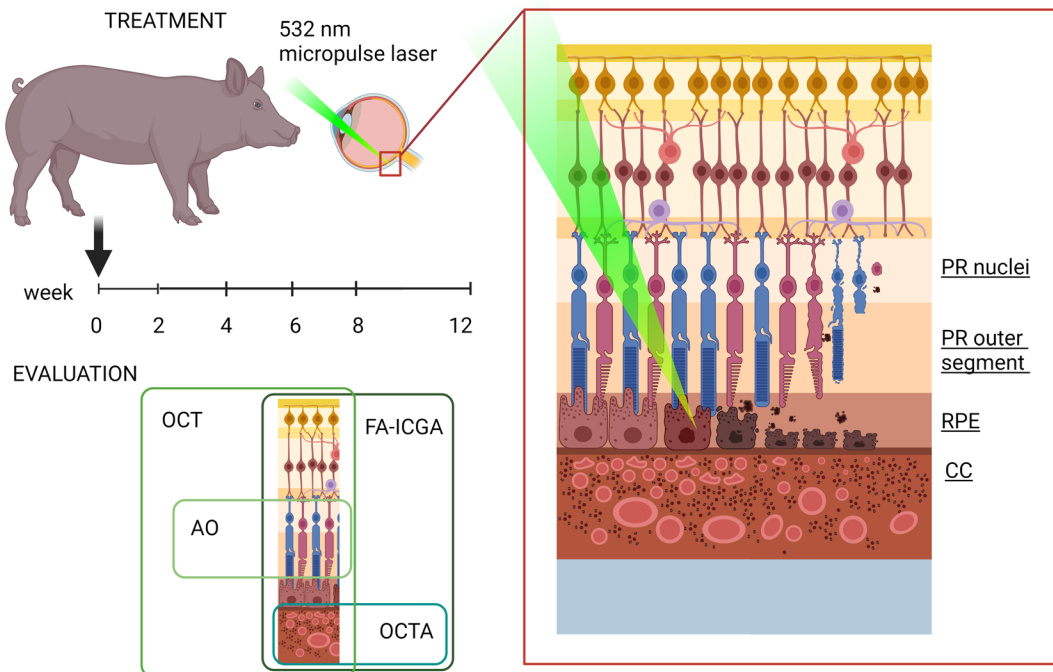 TREATMENT
532 nm
micropulse laser
week
0 2 4 6 8 12
EVALUATION
OCT
FA-ICGA
AO
OCTA
PR nuclei
PR outer
segment
RPE
CC